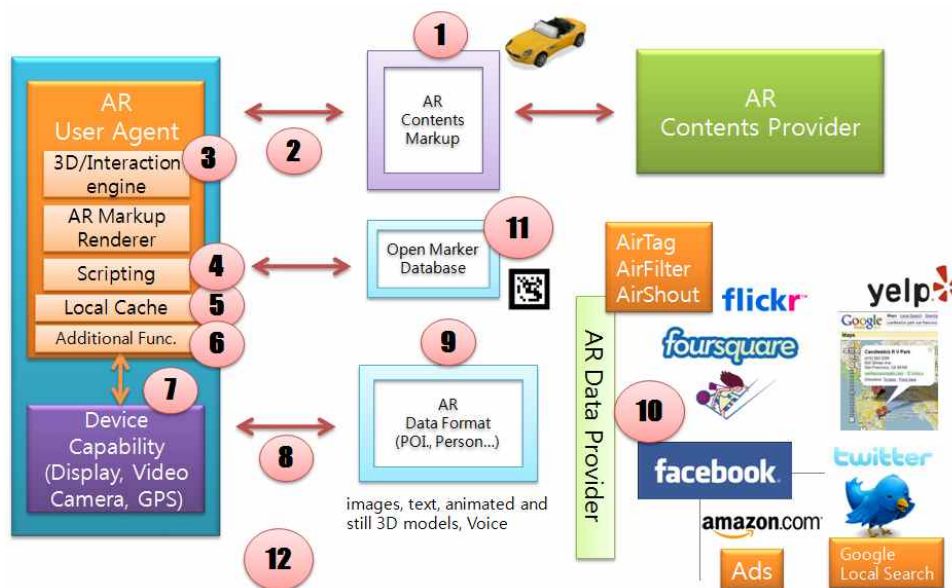 1
AR
User Agent
3D/Interaction
engine
3
AR Markup
Renderer
Scripting
4
Local Cache
5
Additional Func.
6
7
Device
Capability
(Display, Video
Camera, GPS)
2
AR
Contents
Markup
AR
Contents Provider
11
Open Marker
Database
9
AR
Data Format
(POI, Person...)
8
images, text, animated and
still 3D models, Voice
12
AR Data Provider
AirTag
AirFilter
AirShout
flickr
yelp
foursquare
Google
Maps
Candlestick R V Park
10
facebook
twitter
amazon.com
Ads
Google
Local Search